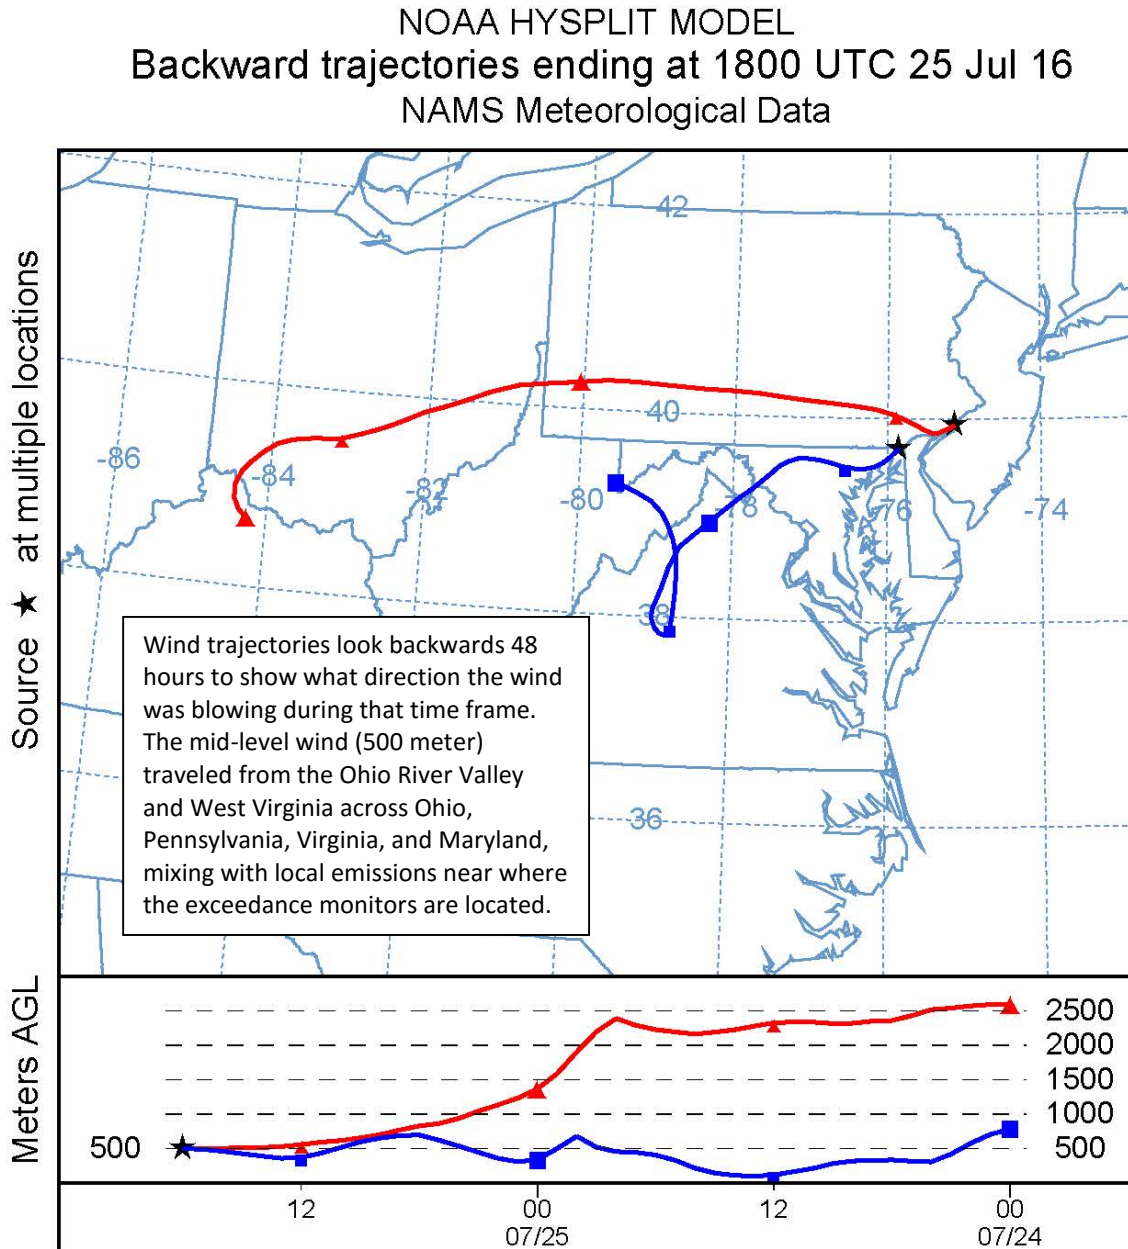 NOAA HYSPLIT MODEL
Backward trajectories ending at 1800 UTC 25 Jul 16
NAMS Meteorological Data
Source ★ at multiple locations
42
40
-86
-84
-82
-80
-78
-76
-74
38
36
Wind trajectories look backwards 48
hours to show what direction the wind
was blowing during that time frame.
The mid-level wind (500 meter)
traveled from the Ohio River Valley
and West Virginia across Ohio,
Pennsylvania, Virginia, and Maryland,
mixing with local emissions near where
the exceedance monitors are located.
Meters AGL
2500
2000
1500
1000
500
500
12
00
12
00
07/25
07/24